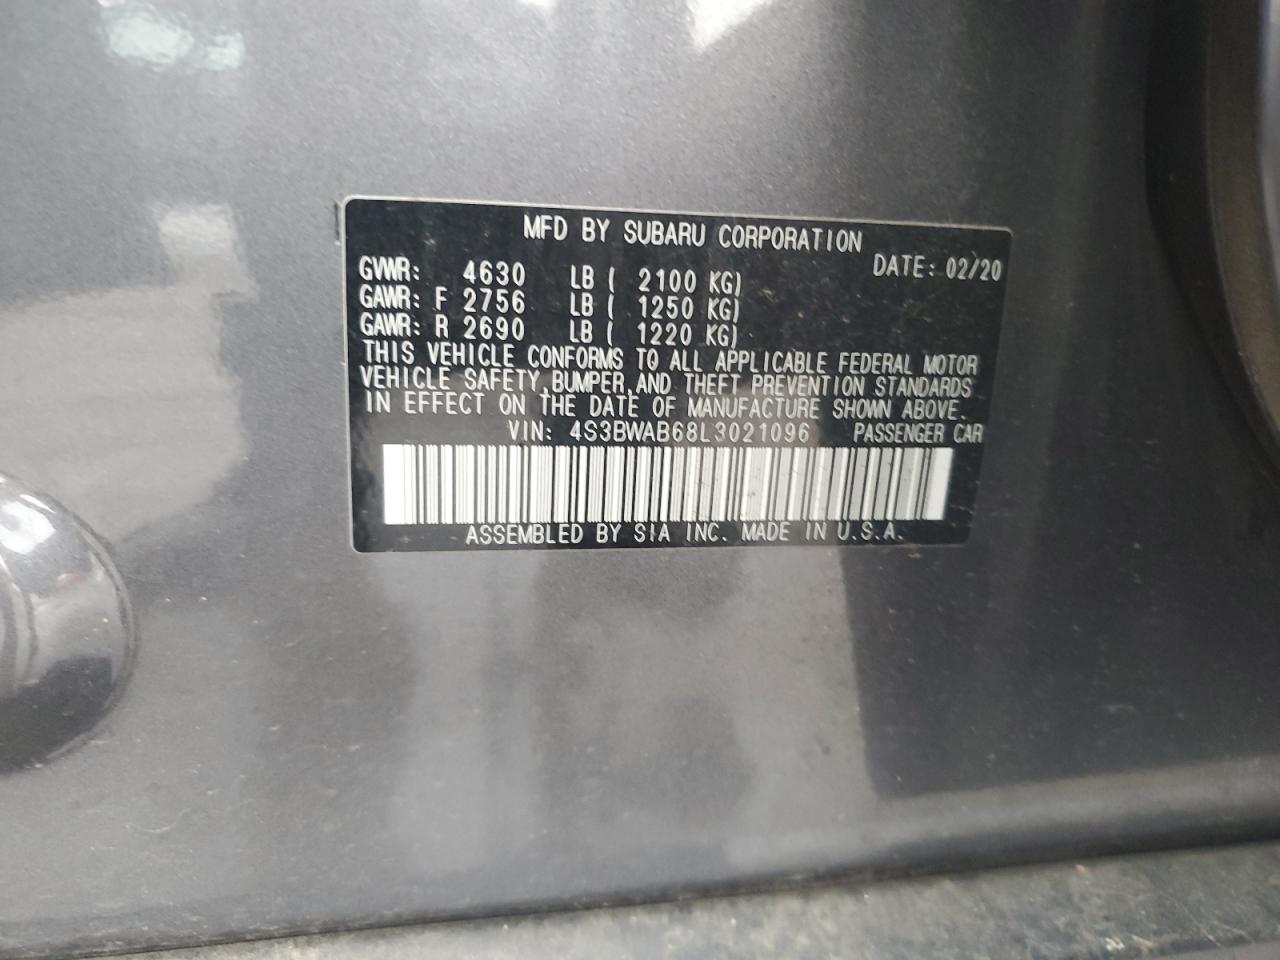 MFD BY SUBARU CORPORATION
DATE: 02/20
GVWR: 4630 LB ( 2100 KG)
GAWR: F 2756 LB ( 1250 KG)
GAWR: R 2690 LB ( 1220 KG)
THIS VEHICLE CONFORMS TO ALL APPLICABLE FEDERAL MOTOR
VEHICLE SAFETY,BUMPER,AND THEFT PREVENTION STANDARDS
IN EFFECT ON THE DATE OF MANUFACTURE SHOWN ABOVE.
VIN: 4S3BWAB68L3021096 PASSENGER CAR
ASSEMBLED BY SIA INC. MADE IN U.S.A.